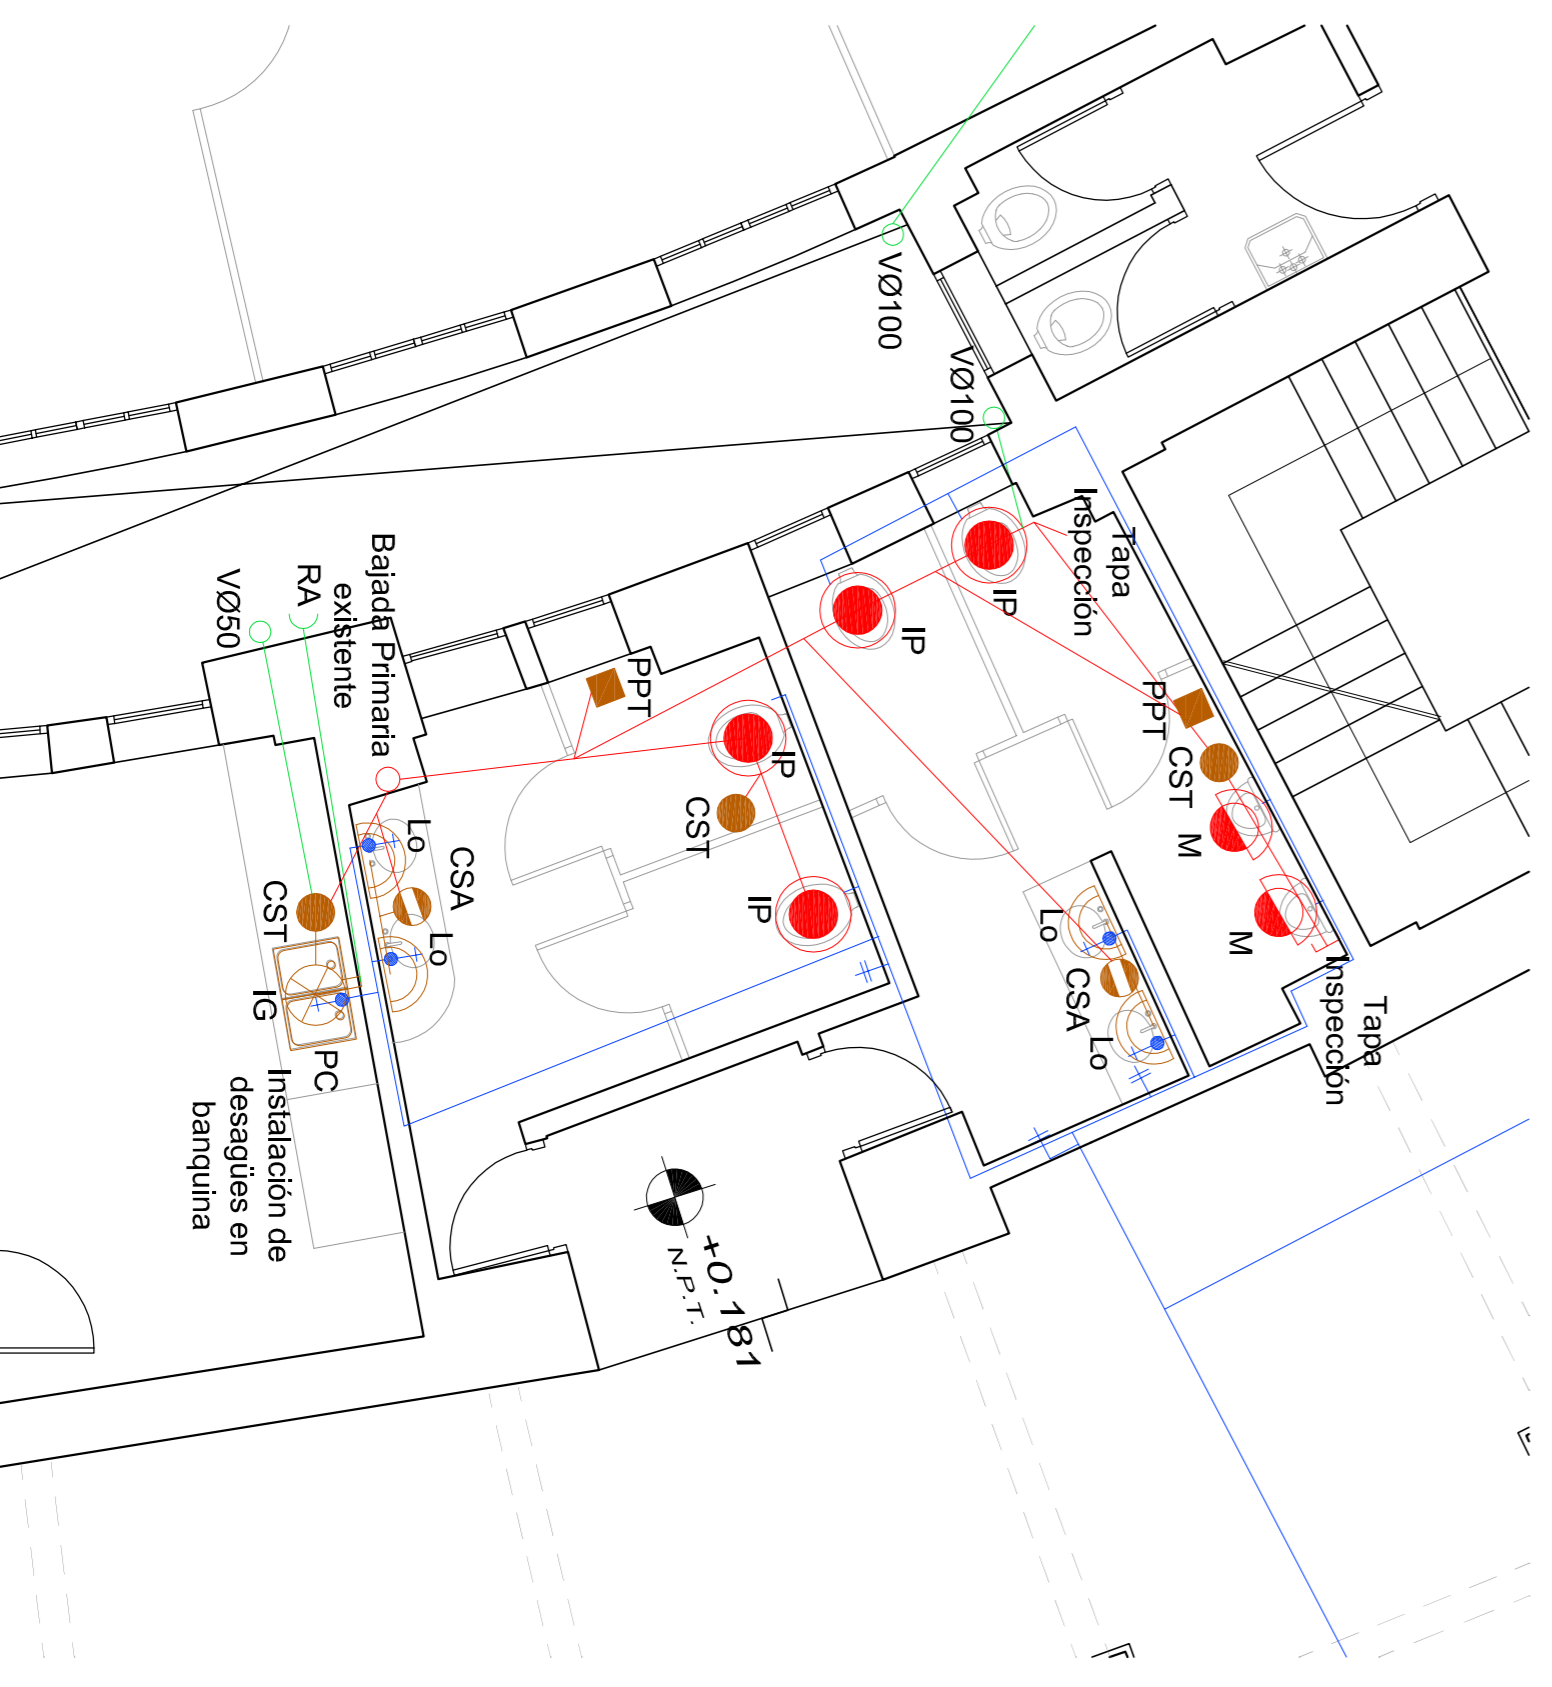 VØ100
VØ100
Tapa
Inspección
IP
IP
PPT
CST
M
M
Tapa
Inspección
Bajada Primaria
existente
RA
VØ50
PPT
IP
CST
IP
Lo
CSA
Lo
CST
IG
PC
Lo
CSA
Lo
Instalación de
desagües en
banquina
+0.181
N.P.T.